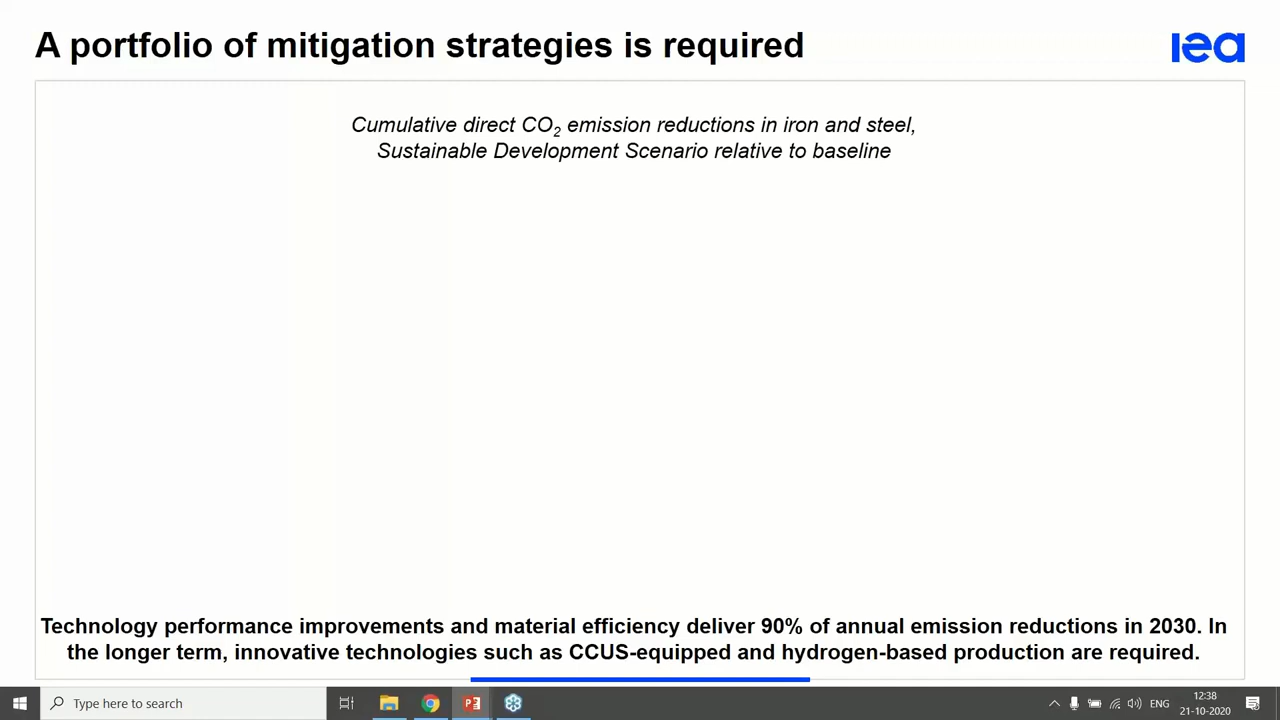 A portfolio of mitigation strategies is required
iea
Cumulative direct CO₂ emission reductions in iron and steel,
Sustainable Development Scenario relative to baseline
Technology performance improvements and material efficiency deliver 90% of annual emission reductions in 2030. In
the longer term, innovative technologies such as CCUS-equipped and hydrogen-based production are required.
Type here to search
ENG
12:38
21-10-2020